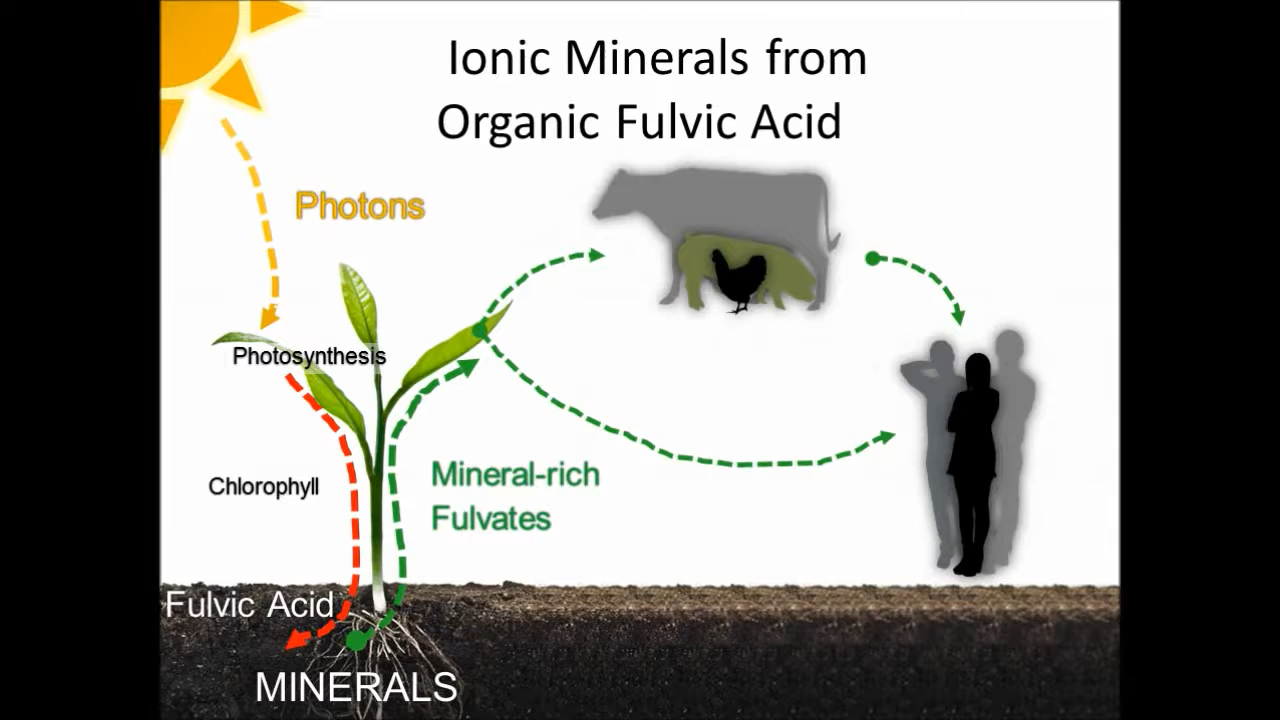 Ionic Minerals from
Organic Fulvic Acid
Photons
Photosynthesis
Chlorophyll
Mineral-rich
Fulvates
Fulvic Acid
MINERALS